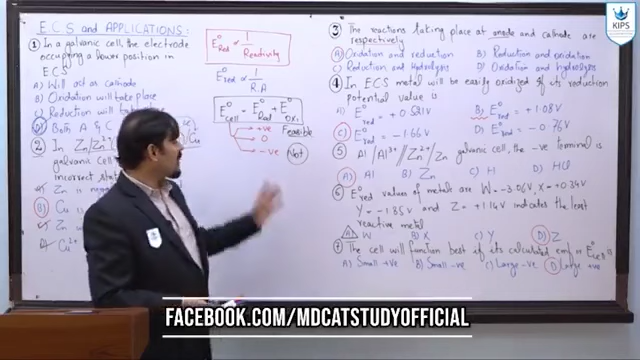 E C S and APPLICATIONS
① In a galvanic cell, the electrode
occupying a lower position in
ECS
A) Will act as cathode
B) Oxidation will take place
C) Reduction will take place
D) Both A & C
② In Zn/Zn²⁺
galvanic
incorrect
Zn is
B) Cu
Zn
Cu²⁺
E°Red ∝ 1/Reactivity
E°Red ∝ 1/R.A
E°cell = E°Red + E°oxi
+ve Feasible
0
-ve Not
③ The reactions taking place at anode and cathode are
respectively
A) Oxidation and reduction B) Reduction and oxidation
C) Reduction and Hydrolysis D) Oxidation and hydrolysis
④ In ECS metal will be easily oxidized if its reduction
potential value is
A) E°Red = + 0.521V B) E°Red = +1.08V
C) E°Red = -1.66V D) E°Red = -0.76V
⑤ Al/Al³⁺//Zn²⁺/Zn galvanic cell, the -ve terminal is
A) Al B) Zn C) H D) HCl
⑥ E°red values of metals are W = -3.06V, X = +0.34V
Y = -1.85V and Z = +1.14V indicates the least
reactive metal
A) W B) X C) Y D) Z
⑦ The cell will function best if its calculated emf or E°cell is
A) Small +ve B) Small -ve C) Large -ve D) Large +ve
KIPS
FACEBOOK.COM/MDCATSTUDYOFFICIAL